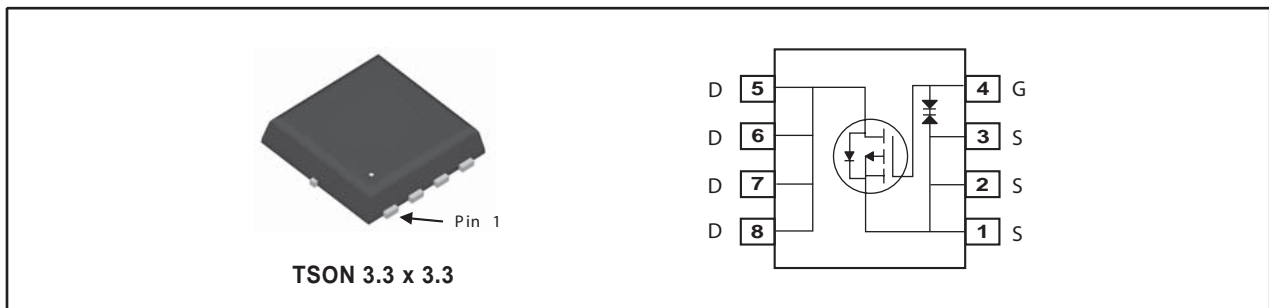 Pin 1
TSON 3.3 x 3.3
D 5 4 G
D 6 3 S
D 7 2 S
D 8 1 S